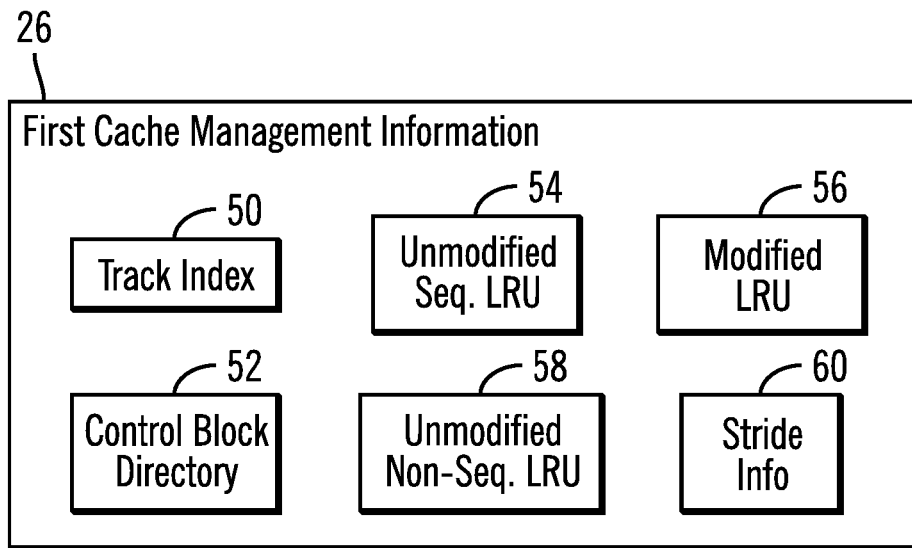 26
First Cache Management Information
50
Track Index
54
Unmodified
Seq. LRU
56
Modified
LRU
52
Control Block
Directory
58
Unmodified
Non-Seq. LRU
60
Stride
Info